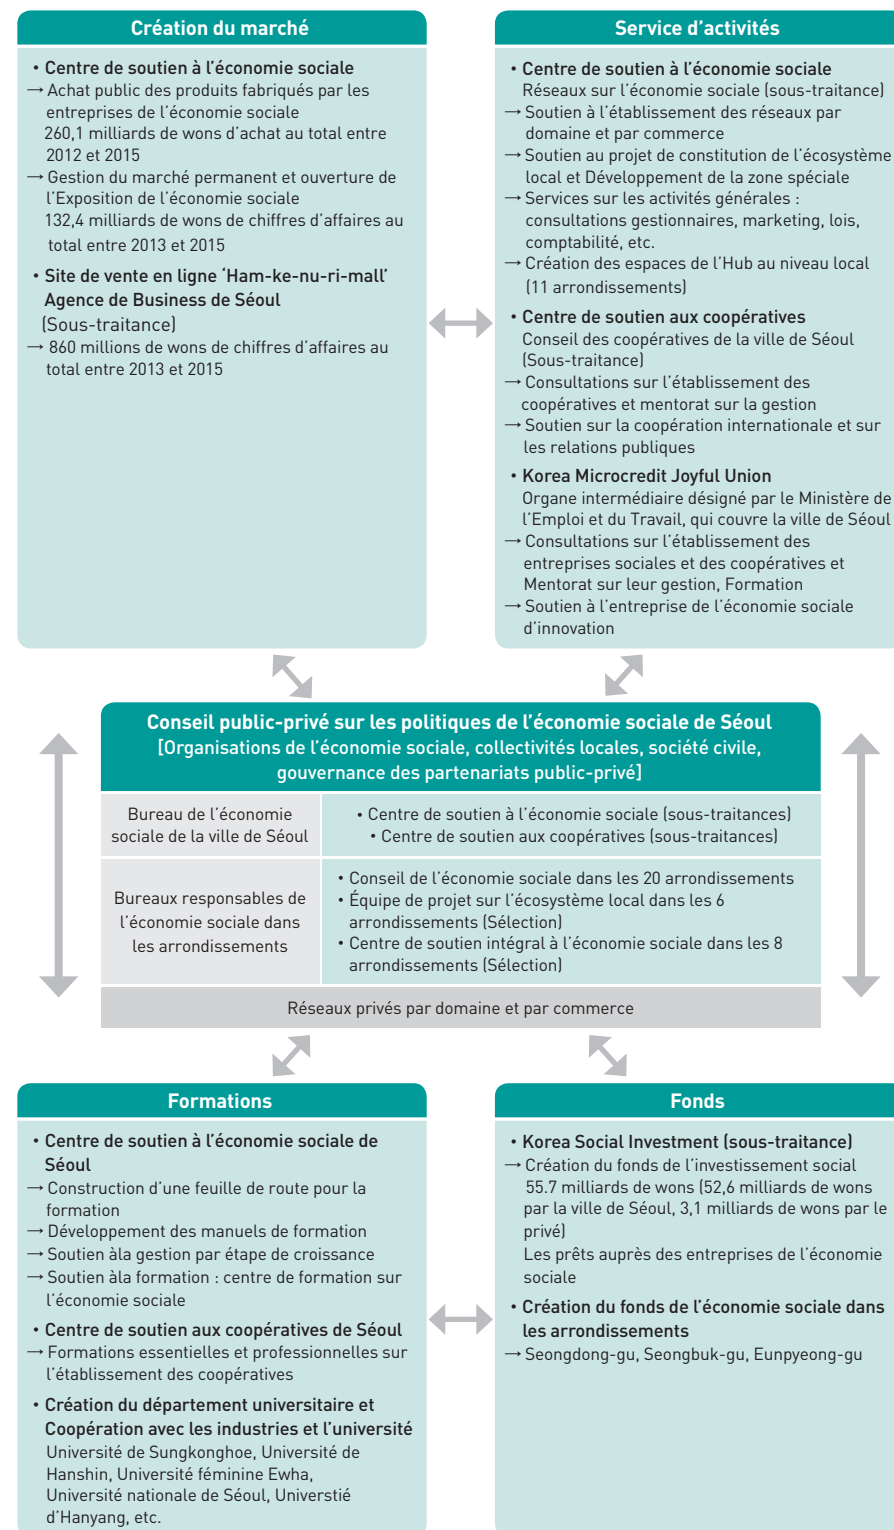 Création du marché
• Centre de soutien à l’économie sociale
→ Achat public des produits fabriqués par les
entreprises de l’économie sociale
260,1 milliards de wons d’achat au total entre
2012 et 2015
→ Gestion du marché permanent et ouverture de
l’Exposition de l’économie sociale
132,4 milliards de wons de chiffres d’affaires au
total entre 2013 et 2015
• Site de vente en ligne ‘Ham-ke-nu-ri-mall’
Agence de Business de Séoul
(Sous-traitance)
→ 860 millions de wons de chiffres d’affaires au
total entre 2013 et 2015
Service d’activités
• Centre de soutien à l’économie sociale
Réseaux sur l’économie sociale (sous-traitance)
→ Soutien à l’établissement des réseaux par
domaine et par commerce
→ Soutien au projet de constitution de l’écosystème
local et Développement de la zone spéciale
→ Services sur les activités générales :
consultations gestionnaires, marketing, lois,
comptabilité, etc.
→ Création des espaces de l’Hub au niveau local
(11 arrondissements)
• Centre de soutien aux coopératives
Conseil des coopératives de la ville de Séoul
(Sous-traitance)
→ Consultations sur l’établissement des
coopératives et mentorat sur la gestion
→ Soutien sur la coopération internationale et sur
les relations publiques
• Korea Microcredit Joyful Union
Organe intermédiaire désigné par le Ministère de
l’Emploi et du Travail, qui couvre la ville de Séoul
→ Consultations sur l’établissement des
entreprises sociales et des coopératives et
Mentorat sur leur gestion, Formation
→ Soutien à l’entreprise de l’économie sociale
d’innovation
Conseil public-privé sur les politiques de l’économie sociale de Séoul
[Organisations de l’économie sociale, collectivités locales, société civile,
gouvernance des partenariats public-privé]
Bureau de l’économie
sociale de la ville de Séoul
• Centre de soutien à l’économie sociale (sous-traitances)
• Centre de soutien aux coopératives (sous-traitances)
Bureaux responsables de
l’économie sociale dans
les arrondissements
• Conseil de l’économie sociale dans les 20 arrondissements
• Équipe de projet sur l’écosystème local dans les 6
arrondissements (Sélection)
• Centre de soutien intégral à l’économie sociale dans les 8
arrondissements (Sélection)
Réseaux privés par domaine et par commerce
Formations
• Centre de soutien à l’économie sociale de
Séoul
→ Construction d’une feuille de route pour la
formation
→ Développement des manuels de formation
→ Soutien àla gestion par étape de croissance
→ Soutien àla formation : centre de formation sur
l’économie sociale
• Centre de soutien aux coopératives de Séoul
→ Formations essentielles et professionnelles sur
l’établissement des coopératives
• Création du département universitaire et
Coopération avec les industries et l’université
Université de Sungkonghoe, Université de
Hanshin, Université féminine Ewha,
Université nationale de Séoul, Universtié
d’Hanyang, etc.
Fonds
• Korea Social Investment (sous-traitance)
→ Création du fonds de l’investissement social
55.7 milliards de wons (52,6 milliards de wons
par la ville de Séoul, 3,1 milliards de wons par le
privé)
Les prêts auprès des entreprises de l’économie
sociale
• Création du fonds de l’économie sociale dans
les arrondissements
→ Seongdong-gu, Seongbuk-gu, Eunpyeong-gu